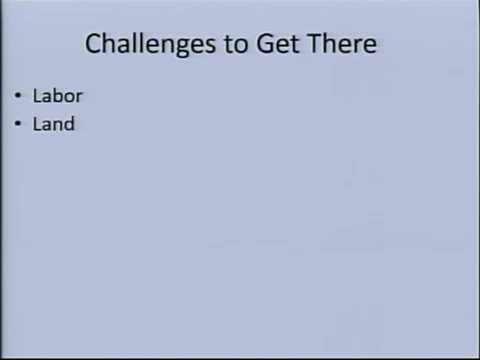 Challenges to Get There
• Labor
• Land